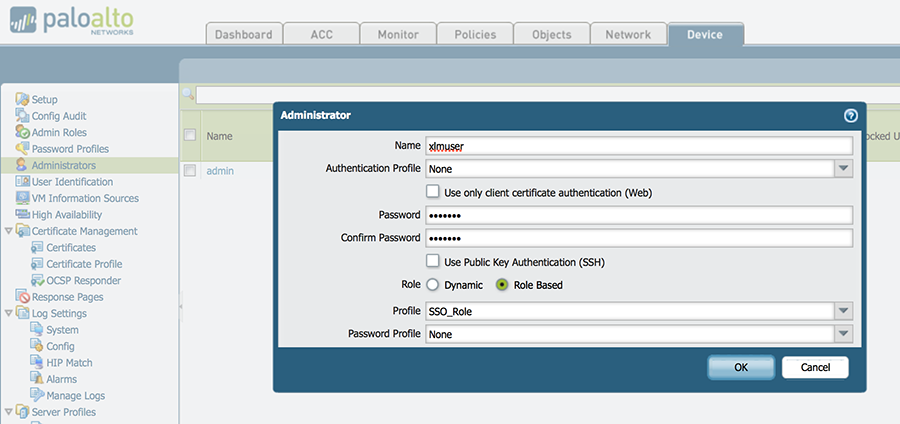 paloalto
NETWORKS
Dashboard ACC Monitor Policies Objects Network Device
Setup
Config Audit
Admin Roles
Password Profiles
Administrators
User Identification
VM Information Sources
High Availability
Certificate Management
Certificates
Certificate Profile
OCSP Responder
Response Pages
Log Settings
System
Config
HIP Match
Alarms
Manage Logs
Server Profiles
Name
admin
ocked U
Administrator
Name xlmuser
Authentication Profile None
Use only client certificate authentication (Web)
Password •••••••
Confirm Password •••••••
Use Public Key Authentication (SSH)
Role Dynamic Role Based
Profile SSO_Role
Password Profile None
OK Cancel